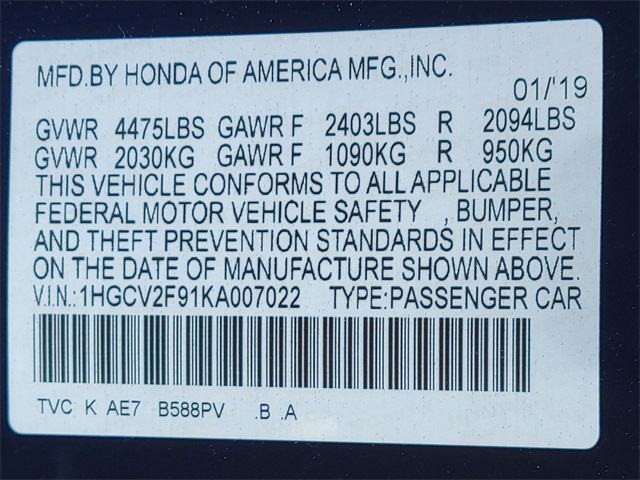 MFD.BY HONDA OF AMERICA MFG.,INC.
01/'19
GVWR 4475LBS GAWR F 2403LBS R 2094LBS
GVWR 2030KG GAWR F 1090KG R 950KG
THIS VEHICLE CONFORMS TO ALL APPLICABLE
FEDERAL MOTOR VEHICLE SAFETY , BUMPER,
AND THEFT PREVENTION STANDARDS IN EFFECT
ON THE DATE OF MANUFACTURE SHOWN ABOVE.
V.I.N.:1HGCV2F91KA007022 TYPE:PASSENGER CAR
TVC K AE7 B588PV .B .A